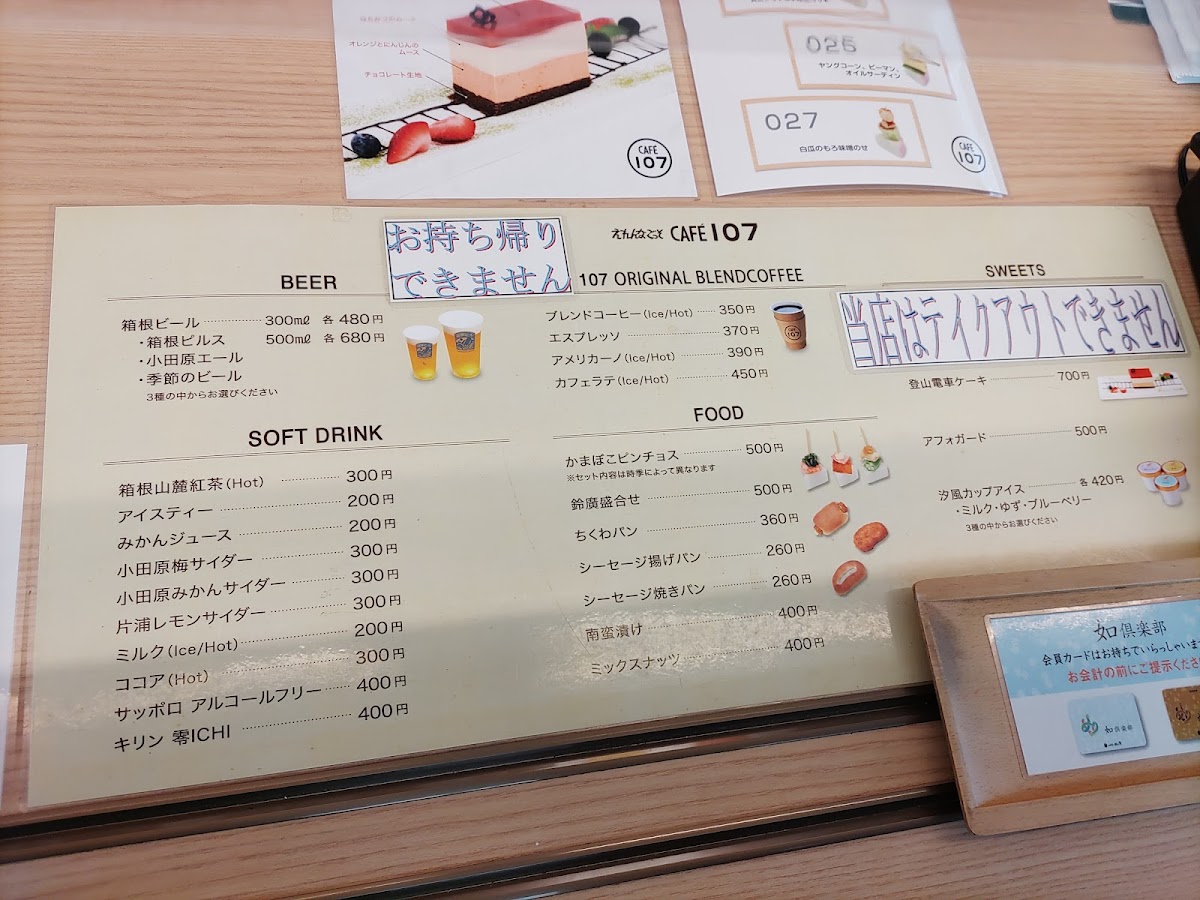 オレンジとにんじんの
ムース
チョコレート生地
CAFÉ
107
025
ヤングコーン、ピーマン、
オイルサーディン
027
白瓜のもろ味噌のせ
CAFÉ
107
お持ち帰り
できません
えれんなごっそ CAFÉ 107
BEER
箱根ビール 300mℓ 各 480円
・箱根ピルス 500mℓ 各 680円
・小田原エール
・季節のビール
3種の中からお選びください
SOFT DRINK
箱根山麓紅茶(Hot) 300円
アイスティー 200円
みかんジュース 200円
小田原梅サイダー 300円
小田原みかんサイダー 300円
片浦レモンサイダー 300円
ミルク(Ice/Hot) 200円
ココア(Hot) 300円
サッポロ アルコールフリー 400円
キリン 零ICHI 400円
107 ORIGINAL BLENDCOFFEE
ブレンドコーヒー(Ice/Hot) 350円
エスプレッソ 370円
アメリカーノ(Ice/Hot) 390円
カフェラテ(Ice/Hot) 450円
FOOD
かまぼこピンチョス 500円
※セット内容は時季によって異なります
鈴廣盛合せ 500円
ちくわパン 360円
シーセージ揚げパン 260円
シーセージ焼きパン 260円
南蛮漬け 400円
ミックスナッツ 400円
SWEETS
当店はテイクアウトできません
登山電車ケーキ 700円
アフォガード 500円
汐風カップアイス 各 420円
・ミルク・ゆず・ブルーベリー
3種の中からお選びください
如倶楽部
会員カードはお持ちでいらっしゃいま
お会計の前にご提示くださ
如倶楽部